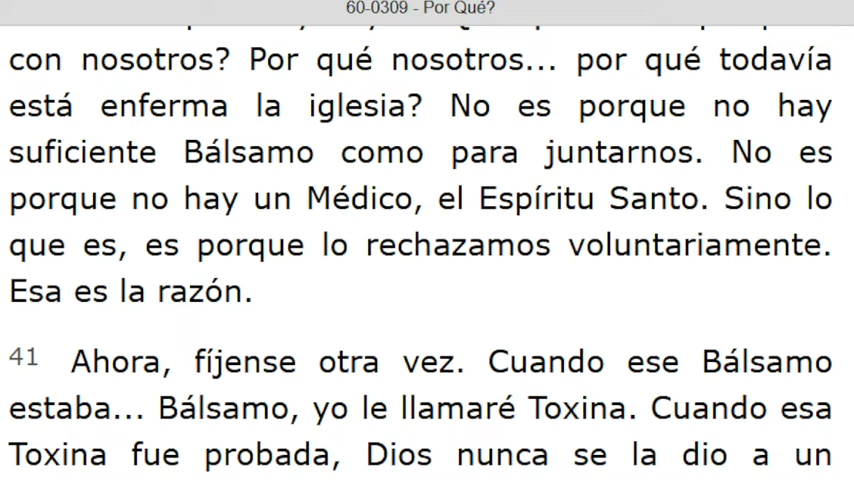 60-0309 - Por Qué?
con nosotros? Por qué nosotros... por qué todavía
está enferma la iglesia? No es porque no hay
suficiente Bálsamo como para juntarnos. No es
porque no hay un Médico, el Espíritu Santo. Sino lo
que es, es porque lo rechazamos voluntariamente.
Esa es la razón.
41 Ahora, fíjense otra vez. Cuando ese Bálsamo
estaba... Bálsamo, yo le llamaré Toxina. Cuando esa
Toxina fue probada, Dios nunca se la dio a un